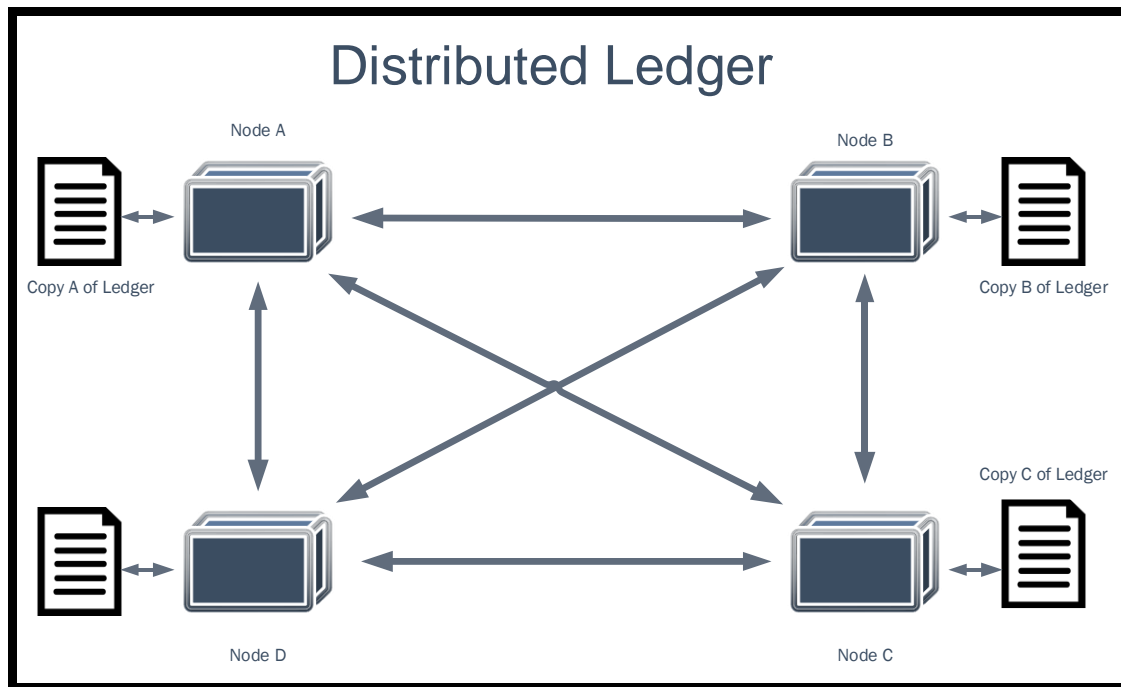 Distributed Ledger
Node A
Node B
Copy A of Ledger
Copy B of Ledger
Copy C of Ledger
Node D
Node C